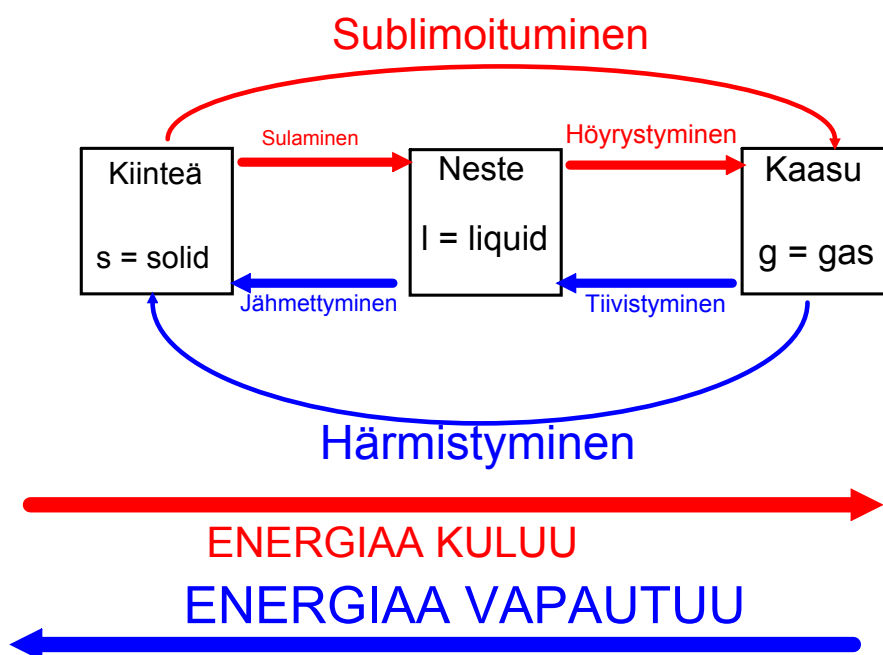 Sublimoituminen
Sulaminen
Höyrystyminen
Kiinteä
Neste
Kaasu
s = solid
l = liquid
g = gas
Jähmettyminen
Tiivistyminen
Härmistyminen
ENERGIAA KULUU
ENERGIAA VAPAUTUU